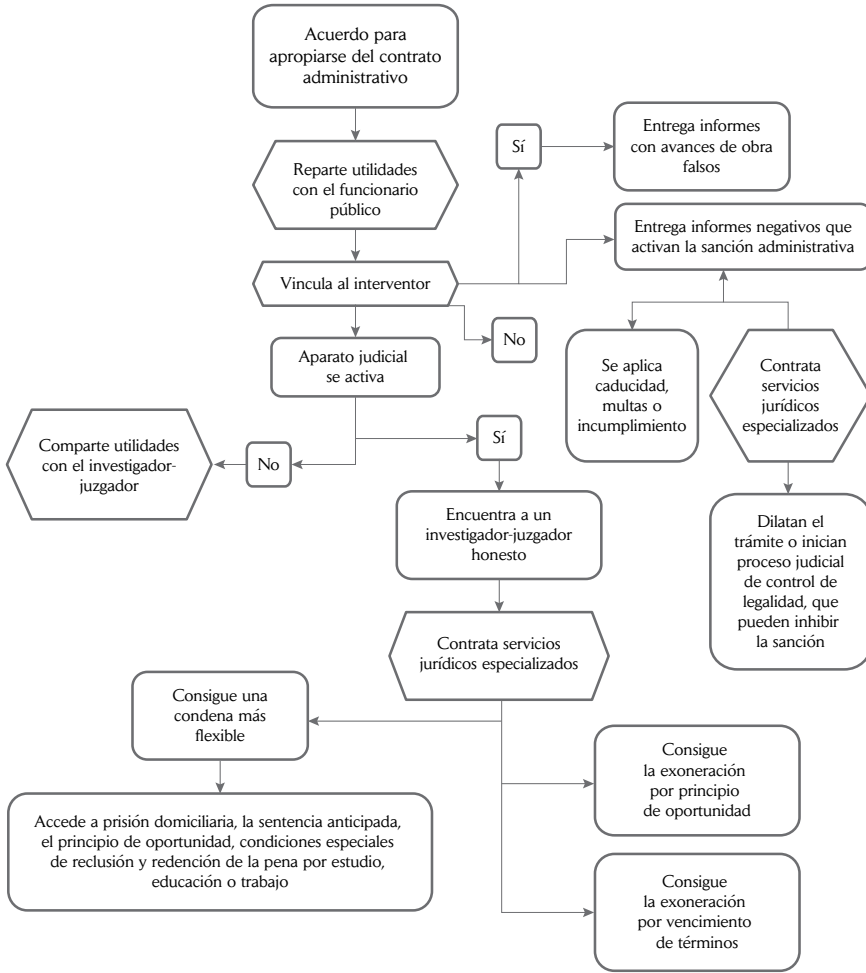 Acuerdo para
apropiarse del contrato
administrativo
Reparte utilidades
con el funcionario
público
Sí
Entrega informes
con avances de obra
falsos
Entrega informes negativos que
activan la sanción administrativa
Vincula al interventor
No
Aparato judicial
se activa
Se aplica
caducidad,
multas o
incumplimiento
Contrata
servicios
jurídicos
especializados
Comparte utilidades
con el investigador-
juzgador
No
Sí
Encuentra a un
investigador-juzgador
honesto
Dilatan el
trámite o inician
proceso judicial
de control de
legalidad, que
pueden inhibir
la sanción
Contrata servicios
jurídicos especializados
Consigue una
condena más
flexible
Consigue
la exoneración
por principio
de oportunidad
Accede a prisión domiciliaria, la sentencia anticipada,
el principio de oportunidad, condiciones especiales
de reclusión y redención de la pena por estudio,
educación o trabajo
Consigue
la exoneración
por vencimiento
de términos